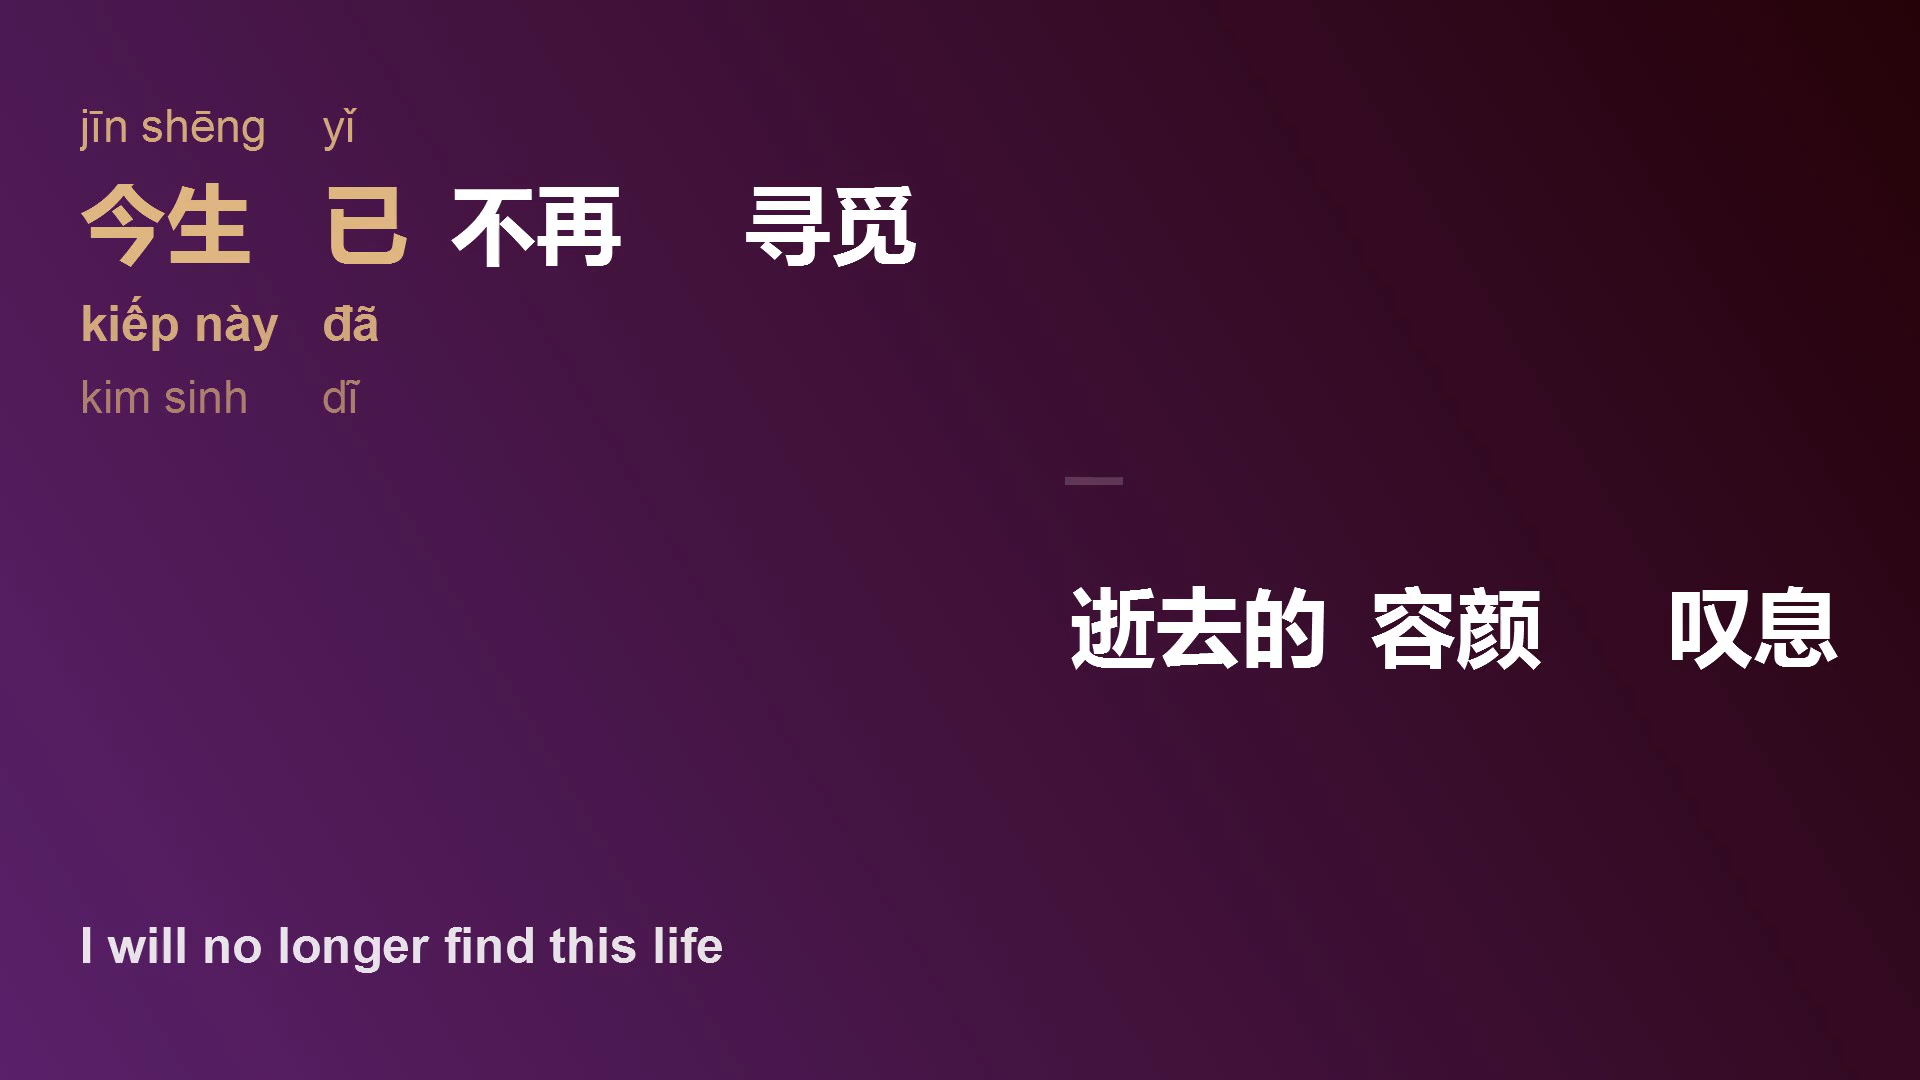 jīn shēng yǐ
今生 已 不再 寻觅
kiếp này đã
kim sinh dĩ
逝去的 容颜 叹息
I will no longer find this life